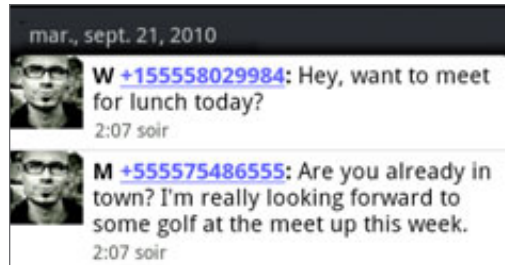 mar., sept. 21, 2010
W +155558029984: Hey, want to meet
for lunch today?
2:07 soir
M +555575486555: Are you already in
town? I'm really looking forward to
some golf at the meet up this week.
2:07 soir